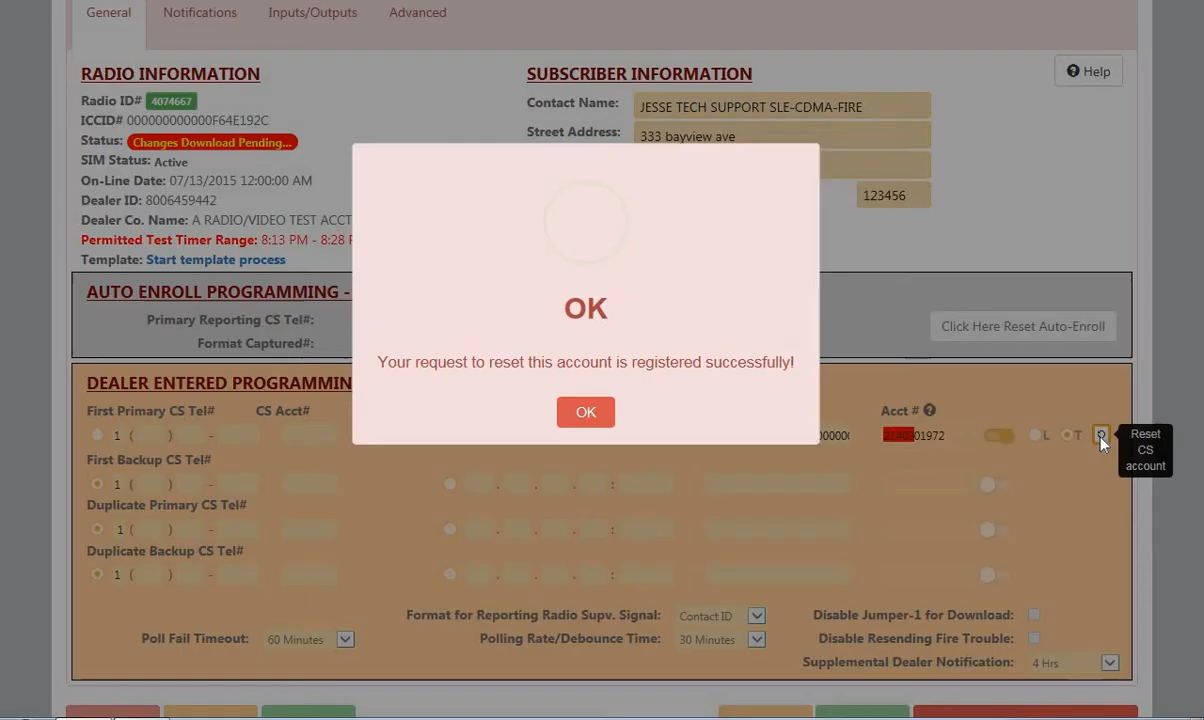 General Notifications Inputs/Outputs Advanced
RADIO INFORMATION
SUBSCRIBER INFORMATION
Help
Radio ID# 4074667
Contact Name: JESSE TECH SUPPORT SLE-CDMA-FIRE
ICCID# 000000000000F64E192C
Street Address: 333 bayview ave
Status: Changes Download Pending...
SIM Status: Active
On-Line Date: 07/13/2015 12:00:00 AM
123456
Dealer ID: 8006459442
Dealer Co. Name: A RADIO/VIDEO TEST ACCT
Permitted Test Timer Range: 8:13 PM - 8:28 P
Template: Start template process
OK
Your request to reset this account is registered successfully!
OK
AUTO ENROLL PROGRAMMING -
Primary Reporting CS Tel#:
Format Captured#:
Click Here Reset Auto-Enroll
DEALER ENTERED PROGRAMMIN
First Primary CS Tel# CS Acct# Acct #
1 ( ) - 01972 L T
Reset
CS
account
First Backup CS Tel#
1 ( ) - . . . :
Duplicate Primary CS Tel#
1 ( ) - . . . :
Duplicate Backup CS Tel#
1 ( ) - . . . :
Format for Reporting Radio Supv. Signal: Contact ID Disable Jumper-1 for Download:
Poll Fail Timeout: 60 Minutes Polling Rate/Debounce Time: 30 Minutes Disable Resending Fire Trouble:
Supplemental Dealer Notification: 4 Hrs